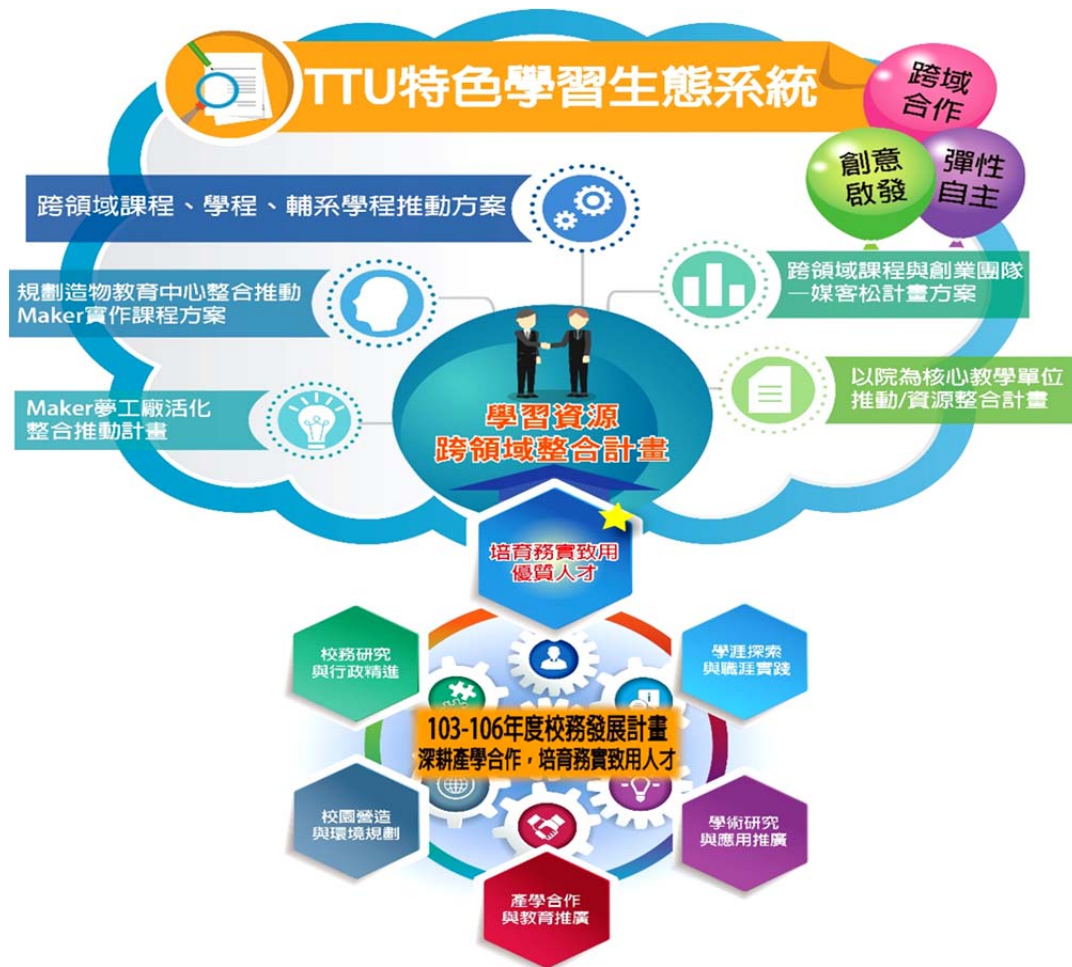 TTU特色學習生態系統
跨域
合作
創意
啟發
彈性
自主
跨領域課程、學程、輔系學程推動方案
規劃造物教育中心整合推動
Maker實作課程方案
Maker夢工廠活化
整合推動計畫
跨領域課程與創業團隊
—媒客松計畫方案
以院為核心教學單位
推動/資源整合計畫
學習資源
跨領域整合計畫
培育務實致用
優質人才
校務研究
與行政精進
學涯探索
與職涯實踐
103-106年度校務發展計畫
深耕產學合作，培育務實致用人才
校園營造
與環境規劃
學術研究
與應用推廣
產學合作
與教育推廣